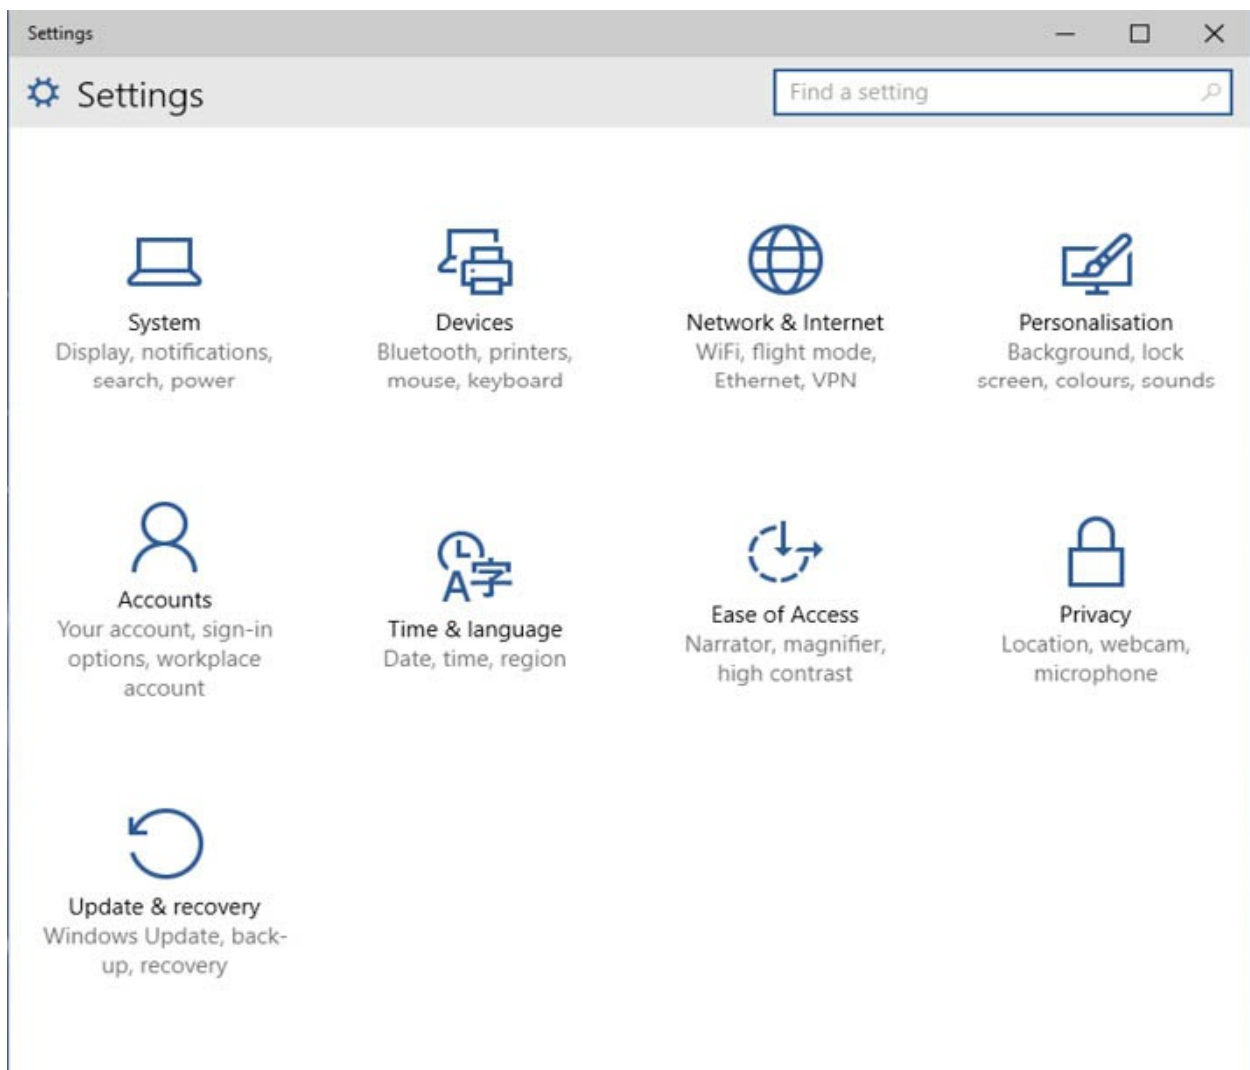 Settings
Settings
Find a setting
System
Display, notifications,
search, power
Devices
Bluetooth, printers,
mouse, keyboard
Network & Internet
WiFi, flight mode,
Ethernet, VPN
Personalisation
Background, lock
screen, colours, sounds
Accounts
Your account, sign-in
options, workplace
account
A字
Time & language
Date, time, region
Ease of Access
Narrator, magnifier,
high contrast
Privacy
Location, webcam,
microphone
Update & recovery
Windows Update, back-
up, recovery